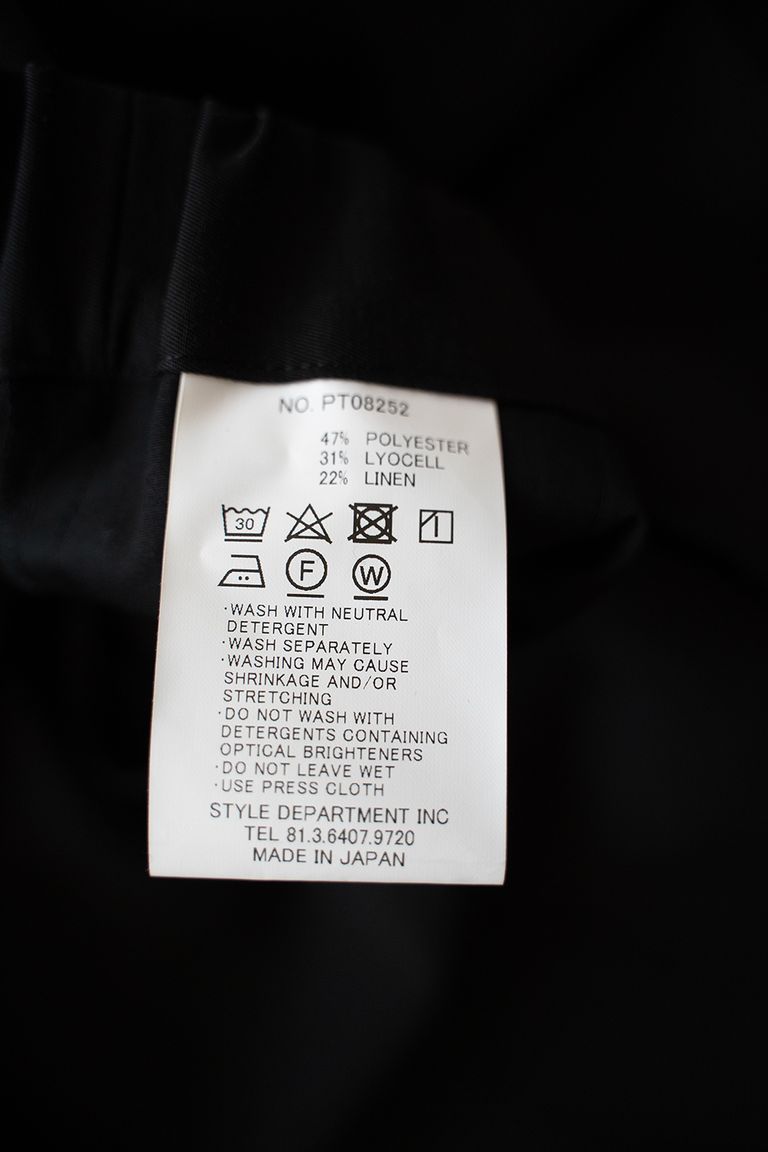 NO. PT08252
47% POLYESTER
31% LYOCELL
22% LINEN
30
F W
·WASH WITH NEUTRAL
DETERGENT
·WASH SEPARATELY
·WASHING MAY CAUSE
SHRINKAGE AND/OR
STRETCHING
·DO NOT WASH WITH
DETERGENTS CONTAINING
OPTICAL BRIGHTENERS
·DO NOT LEAVE WET
·USE PRESS CLOTH
STYLE DEPARTMENT INC
TEL 81.3.6407.9720
MADE IN JAPAN